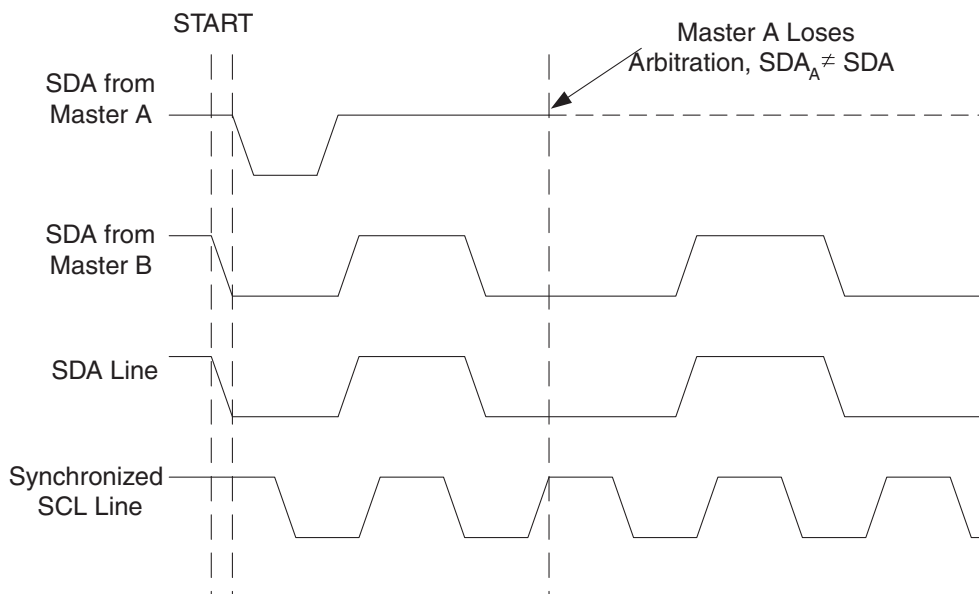 START
Master A Loses
Arbitration, SDA_A ≠ SDA
SDA from
Master A
SDA from
Master B
SDA Line
Synchronized
SCL Line